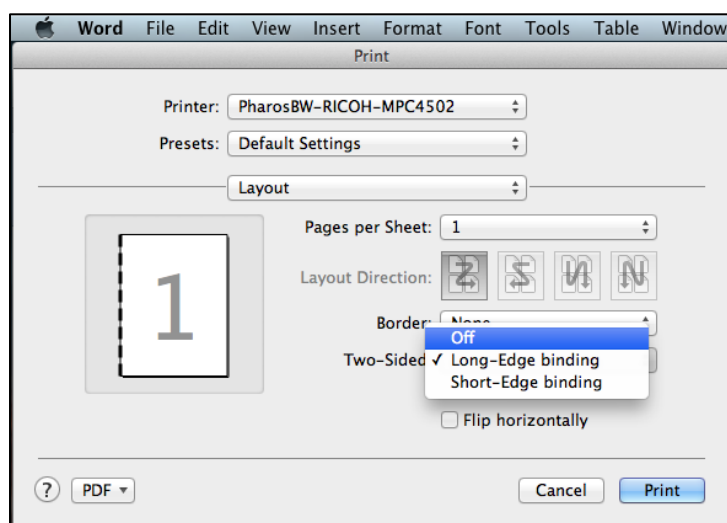 Word File Edit View Insert Format Font Tools Table Window
Print
Printer: PharosBW-RICOH-MPC4502
Presets: Default Settings
Layout
Pages per Sheet: 1
Layout Direction:
1
Border: None
Off
Two-Sided ✓ Long-Edge binding
Short-Edge binding
Flip horizontally
? PDF Cancel Print